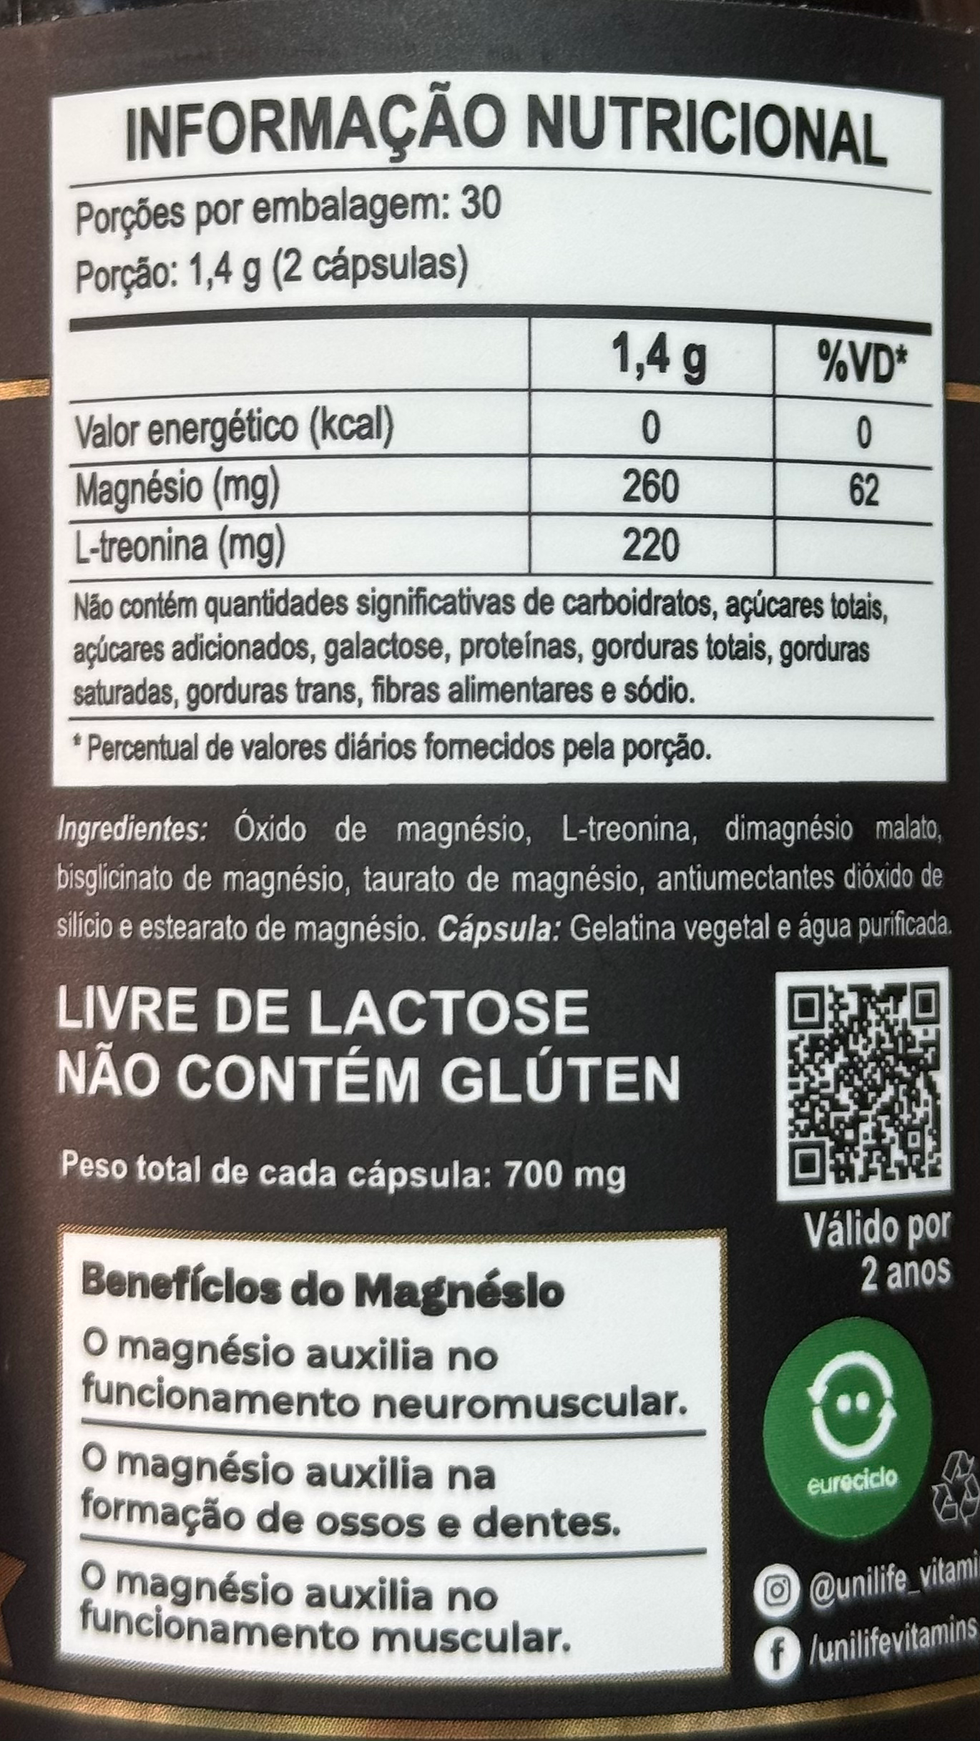 INFORMAÇÃO NUTRICIONAL
Porções por embalagem: 30
Porção: 1,4 g (2 cápsulas)
1,4 g %VD*
Valor energético (kcal) 0 0
Magnésio (mg) 260 62
L-treonina (mg) 220
Não contém quantidades significativas de carboidratos, açúcares totais,
açúcares adicionados, galactose, proteínas, gorduras totais, gorduras
saturadas, gorduras trans, fibras alimentares e sódio.
* Percentual de valores diários fornecidos pela porção.
Ingredientes: Óxido de magnésio, L-treonina, dimagnésio malato,
bisglicinato de magnésio, taurato de magnésio, antiumectantes dióxido de
silício e estearato de magnésio. Cápsula: Gelatina vegetal e água purificada.
LIVRE DE LACTOSE
NÃO CONTÉM GLÚTEN
Peso total de cada cápsula: 700 mg
Válido por
2 anos
Benefícios do Magnésio
O magnésio auxilia no
funcionamento neuromuscular.
O magnésio auxilia na
formação de ossos e dentes.
O magnésio auxilia no
funcionamento muscular.
eureciclo
@unilife_vitami
/unilifevitamins